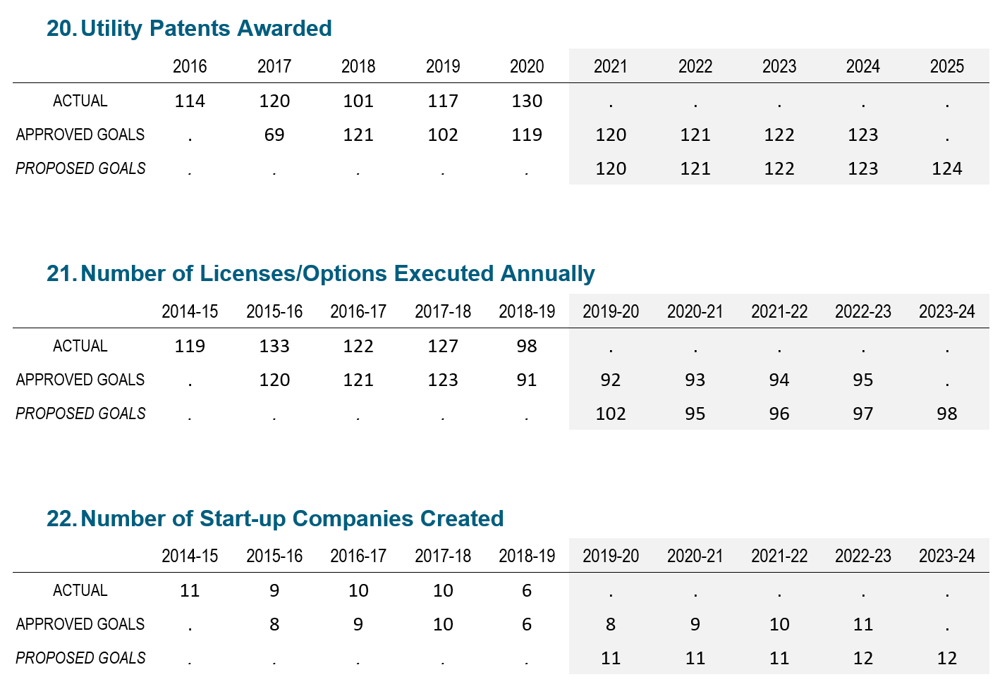 20. Utility Patents Awarded
2016 2017 2018 2019 2020 2021 2022 2023 2024 2025
ACTUAL 114 120 101 117 130 . . . . .
APPROVED GOALS . 69 121 102 119 120 121 122 123 .
PROPOSED GOALS . . . . . 120 121 122 123 124
21. Number of Licenses/Options Executed Annually
2014-15 2015-16 2016-17 2017-18 2018-19 2019-20 2020-21 2021-22 2022-23 2023-24
ACTUAL 119 133 122 127 98 . . . . .
APPROVED GOALS . 120 121 123 91 92 93 94 95 .
PROPOSED GOALS . . . . . 102 95 96 97 98
22. Number of Start-up Companies Created
2014-15 2015-16 2016-17 2017-18 2018-19 2019-20 2020-21 2021-22 2022-23 2023-24
ACTUAL 11 9 10 10 6 . . . . .
APPROVED GOALS . 8 9 10 6 8 9 10 11 .
PROPOSED GOALS . . . . . 11 11 11 12 12